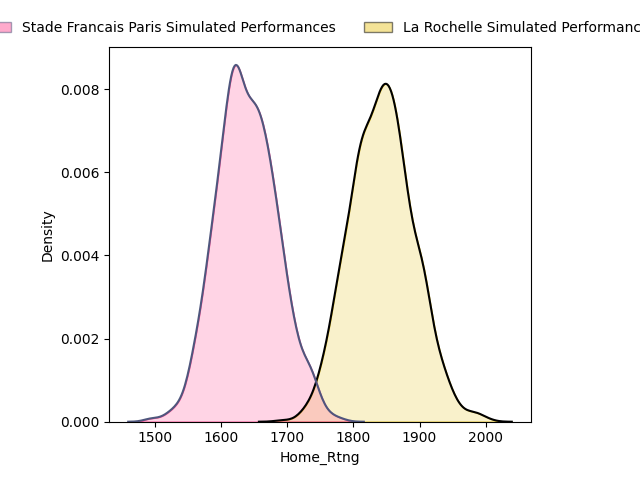 Stade Francais Paris Simulated Performances
La Rochelle Simulated Performanc
0.008
0.006
0.004
0.002
0.000
Density
1500 1600 1700 1800 1900 2000
Home_Rtng